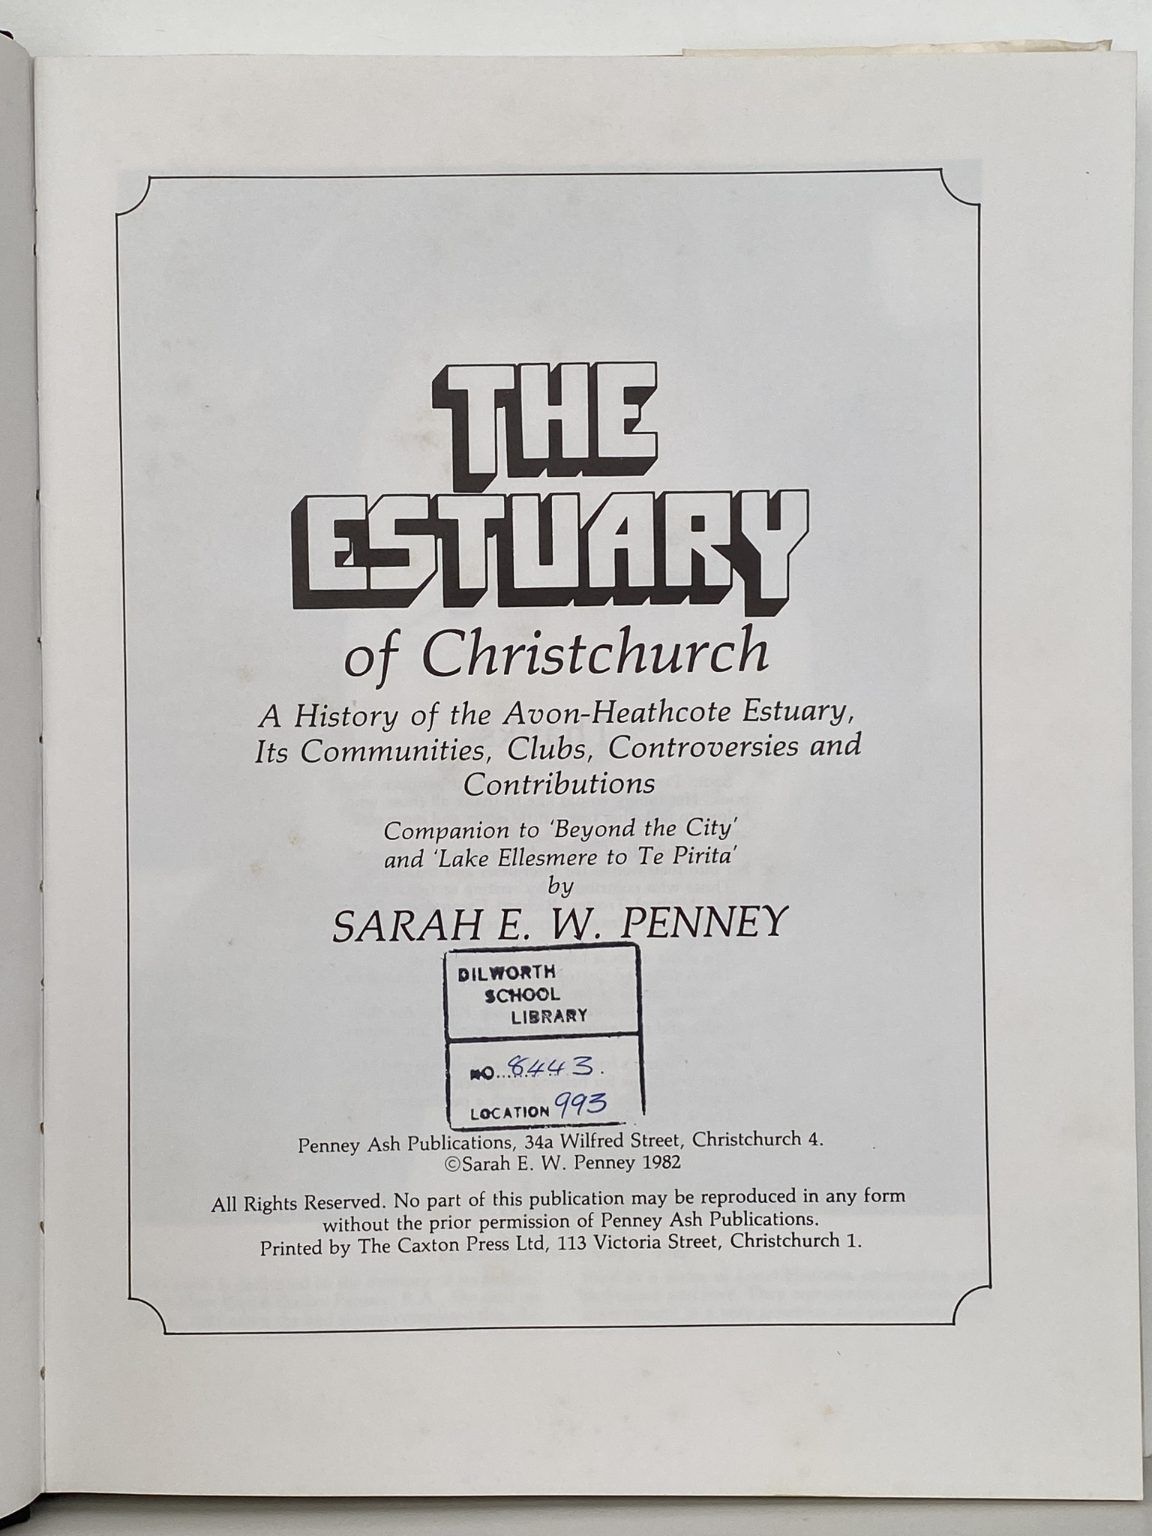 THE
ESTUARY
of Christchurch
A History of the Avon-Heathcote Estuary,
Its Communities, Clubs, Controversies and
Contributions
Companion to 'Beyond the City'
and 'Lake Ellesmere to Te Pirita'
by
SARAH E. W. PENNEY
DILWORTH
SCHOOL
LIBRARY
NO. 8443.
LOCATION 993
Penney Ash Publications, 34a Wilfred Street, Christchurch 4.
©Sarah E. W. Penney 1982
All Rights Reserved. No part of this publication may be reproduced in any form
without the prior permission of Penney Ash Publications.
Printed by The Caxton Press Ltd, 113 Victoria Street, Christchurch 1.